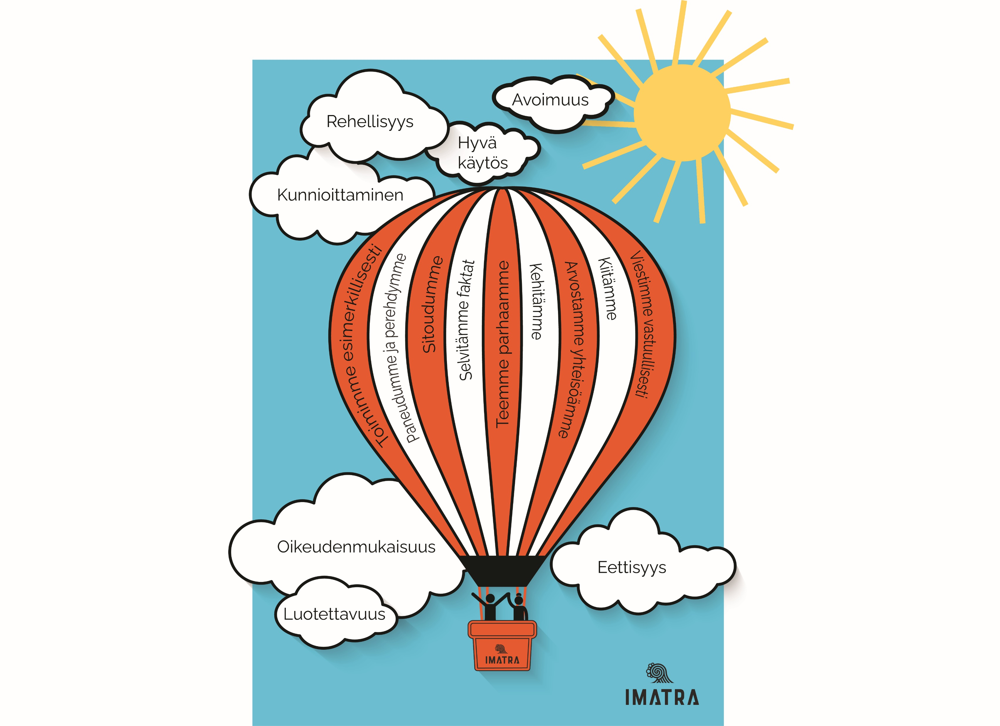 Avoimuus
Rehellisyys
Hyvä
käytös
Kunnioittaminen
Toimimme esimerkillisesti
Paneudumme ja perehdymme
Sitoudumme
Selvitämme faktat
Teemme parhaamme
Kehitämme
Arvostamme yhteisöämme
Kiitämme
Viestimme vastuullisesti
Oikeudenmukaisuus
Eettisyys
Luotettavuus
IMATRA
IMATRA